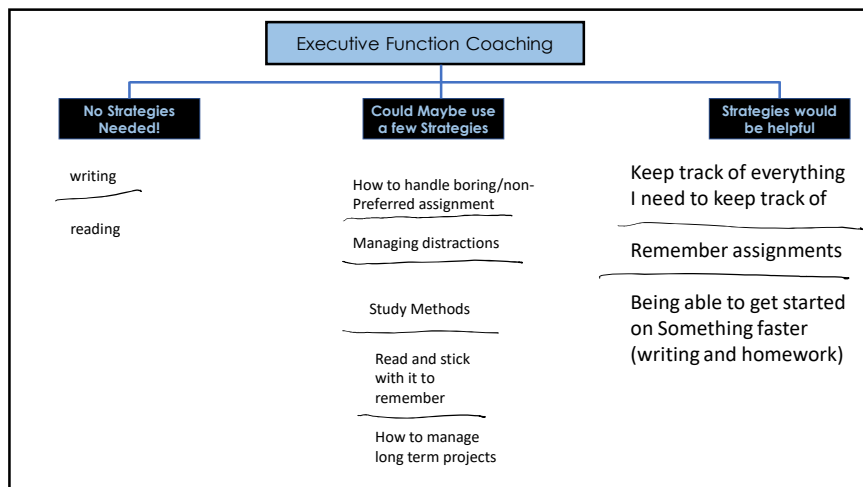 Executive Function Coaching
No Strategies
Needed!
writing
reading
Could Maybe use
a few Strategies
How to handle boring/non-
Preferred assignment
Managing distractions
Study Methods
Read and stick
with it to
remember
How to manage
long term projects
Strategies would
be helpful
Keep track of everything
I need to keep track of
Remember assignments
Being able to get started
on Something faster
(writing and homework)